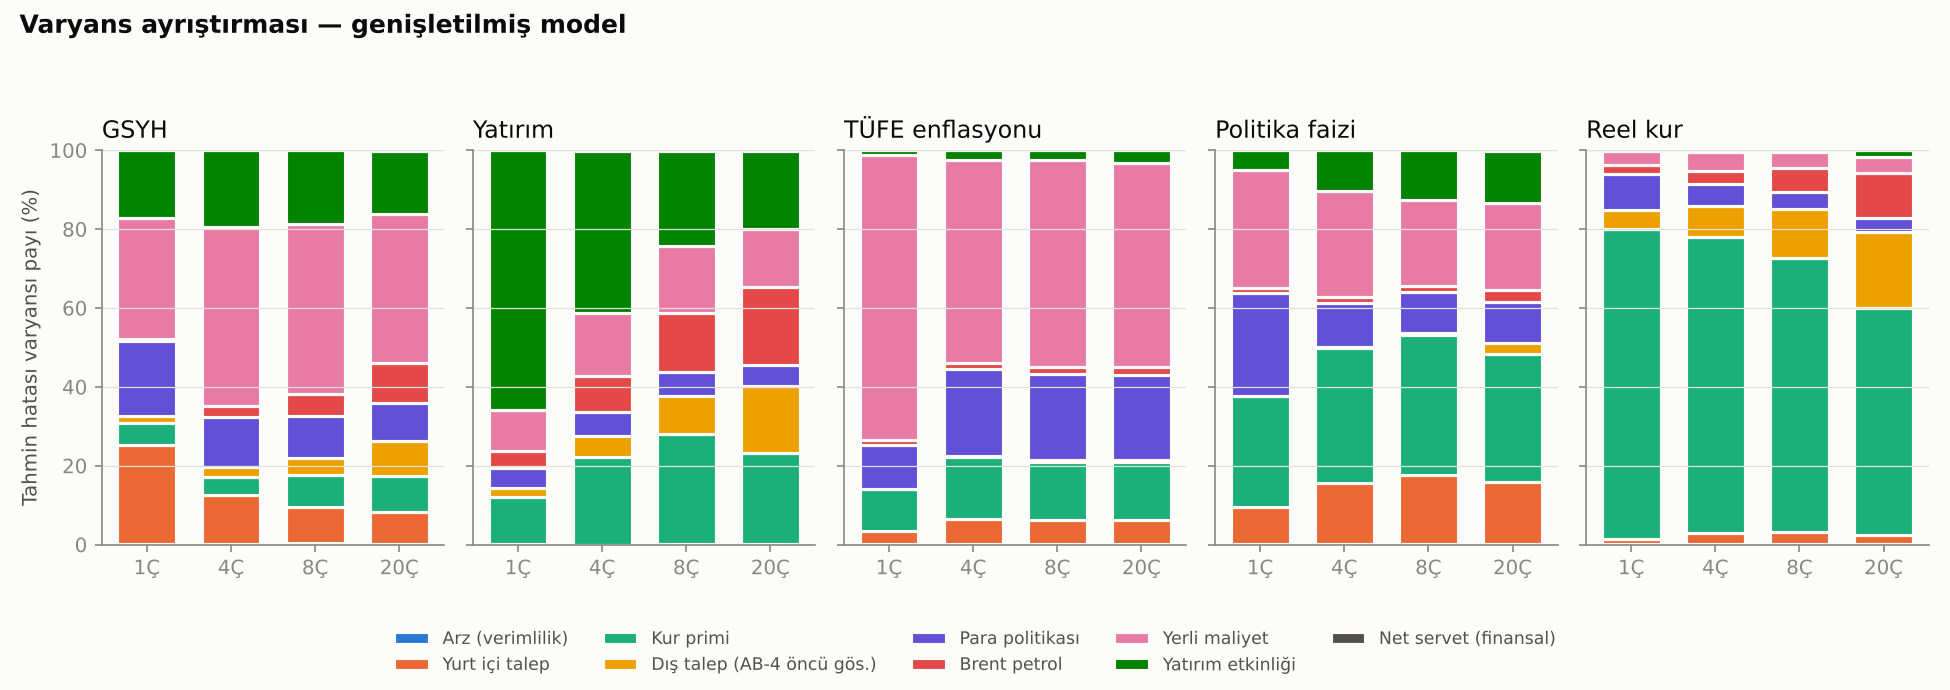 Varyans ayrıştırması — genişletilmiş model
GSYH
Yatırım
TÜFE enflasyonu
Politika faizi
Reel kur
Tahmin hatası varyansı payı (%)
100
80
60
40
20
0
1Ç 4Ç 8Ç 20Ç
1Ç 4Ç 8Ç 20Ç
1Ç 4Ç 8Ç 20Ç
1Ç 4Ç 8Ç 20Ç
1Ç 4Ç 8Ç 20Ç
Arz (verimlilik)
Yurt içi talep
Kur primi
Dış talep (AB-4 öncü gös.)
Para politikası
Brent petrol
Yerli maliyet
Yatırım etkinliği
Net servet (finansal)